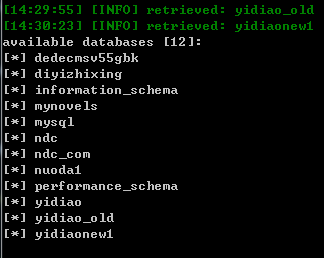 [14:29:55] [INFO] retrieved: yidiao_old
[14:30:23] [INFO] retrieved: yidiaonew1
available databases [12]:
[*] dedecmsv55gbk
[*] diyizhixing
[*] information_schema
[*] mynovels
[*] mysql
[*] ndc
[*] ndc_com
[*] nuoda1
[*] performance_schema
[*] yidiao
[*] yidiao_old
[*] yidiaonew1